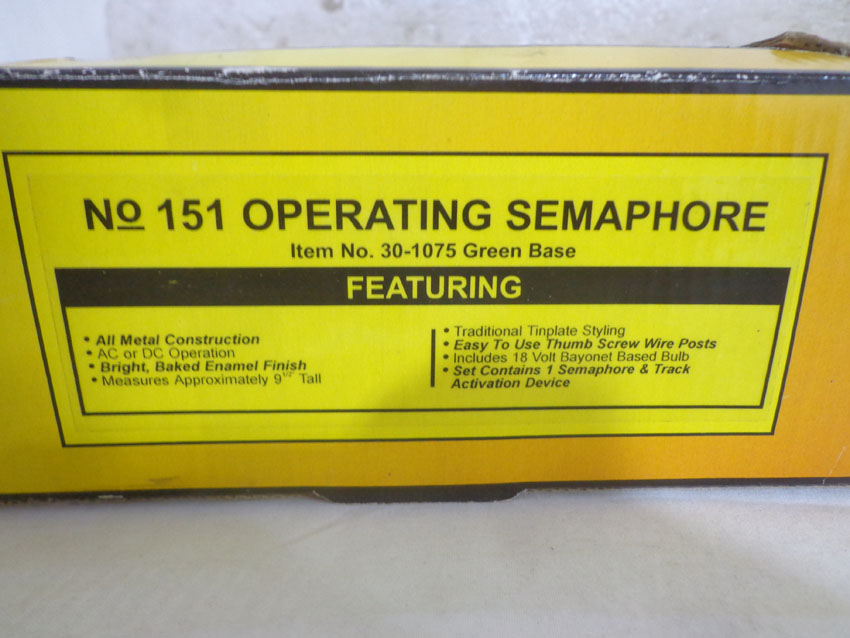 No 151 OPERATING SEMAPHORE
Item No. 30-1075 Green Base
FEATURING
• All Metal Construction
• AC or DC Operation
• Bright, Baked Enamel Finish
• Measures Approximately 9 1/2" Tall
• Traditional Tinplate Styling
• Easy To Use Thumb Screw Wire Posts
• Includes 18 Volt Bayonet Based Bulb
• Set Contains 1 Semaphore & Track
Activation Device